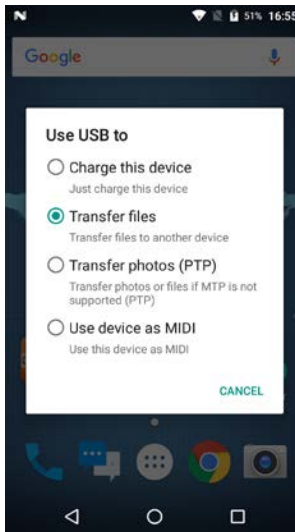 51% 16:55
Google
Use USB to
Charge this device
Just charge this device
Transfer files
Transfer files to another device
Transfer photos (PTP)
Transfer photos or files if MTP is not
supported (PTP)
Use device as MIDI
Use this device as MIDI
CANCEL